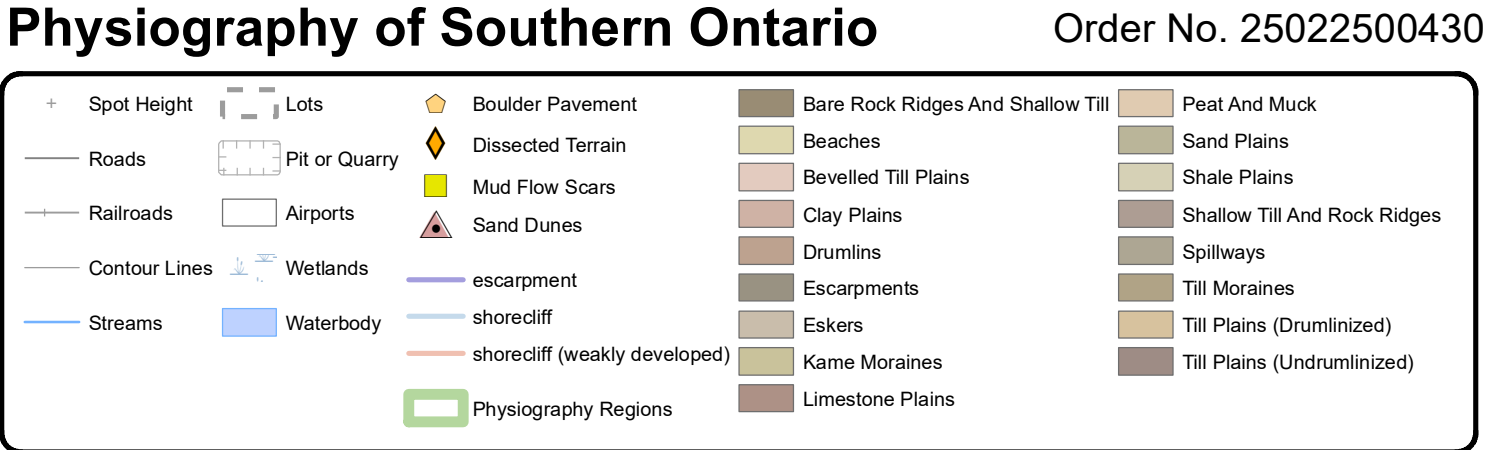 Physiography of Southern Ontario
Order No. 25022500430
Spot Height
Roads
Railroads
Contour Lines
Streams
Lots
Pit or Quarry
Airports
Wetlands
Waterbody
Boulder Pavement
Dissected Terrain
Mud Flow Scars
Sand Dunes
escarpment
shorecliff
shorecliff (weakly developed)
Physiography Regions
Bare Rock Ridges And Shallow Till
Beaches
Bevelled Till Plains
Clay Plains
Drumlins
Escarpments
Eskers
Kame Moraines
Limestone Plains
Peat And Muck
Sand Plains
Shale Plains
Shallow Till And Rock Ridges
Spillways
Till Moraines
Till Plains (Drumlinized)
Till Plains (Undrumlinized)